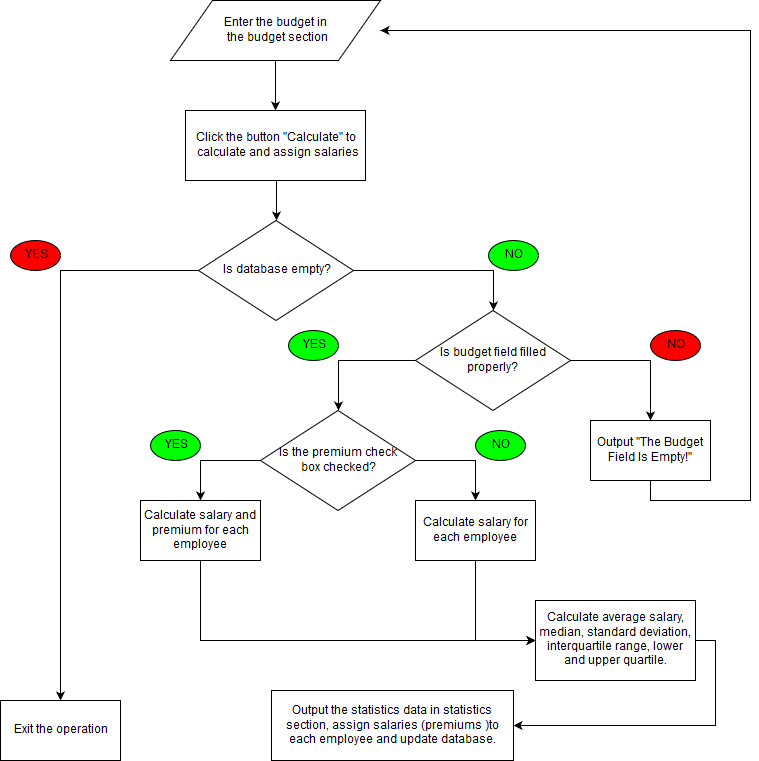 Enter the budget in
the budget section
Click the button "Calculate" to
calculate and assign salaries
YES
Is database empty?
NO
YES
Is budget field filled
properly?
NO
YES
Is the premium check
box checked?
NO
Output "The Budget
Field Is Empty!"
Calculate salary and
premium for each
employee
Calculate salary for
each employee
Calculate average salary,
median, standard deviation,
interquartile range, lower
and upper quartile.
Exit the operation
Output the statistics data in statistics
section, assign salaries (premiums )to
each employee and update database.